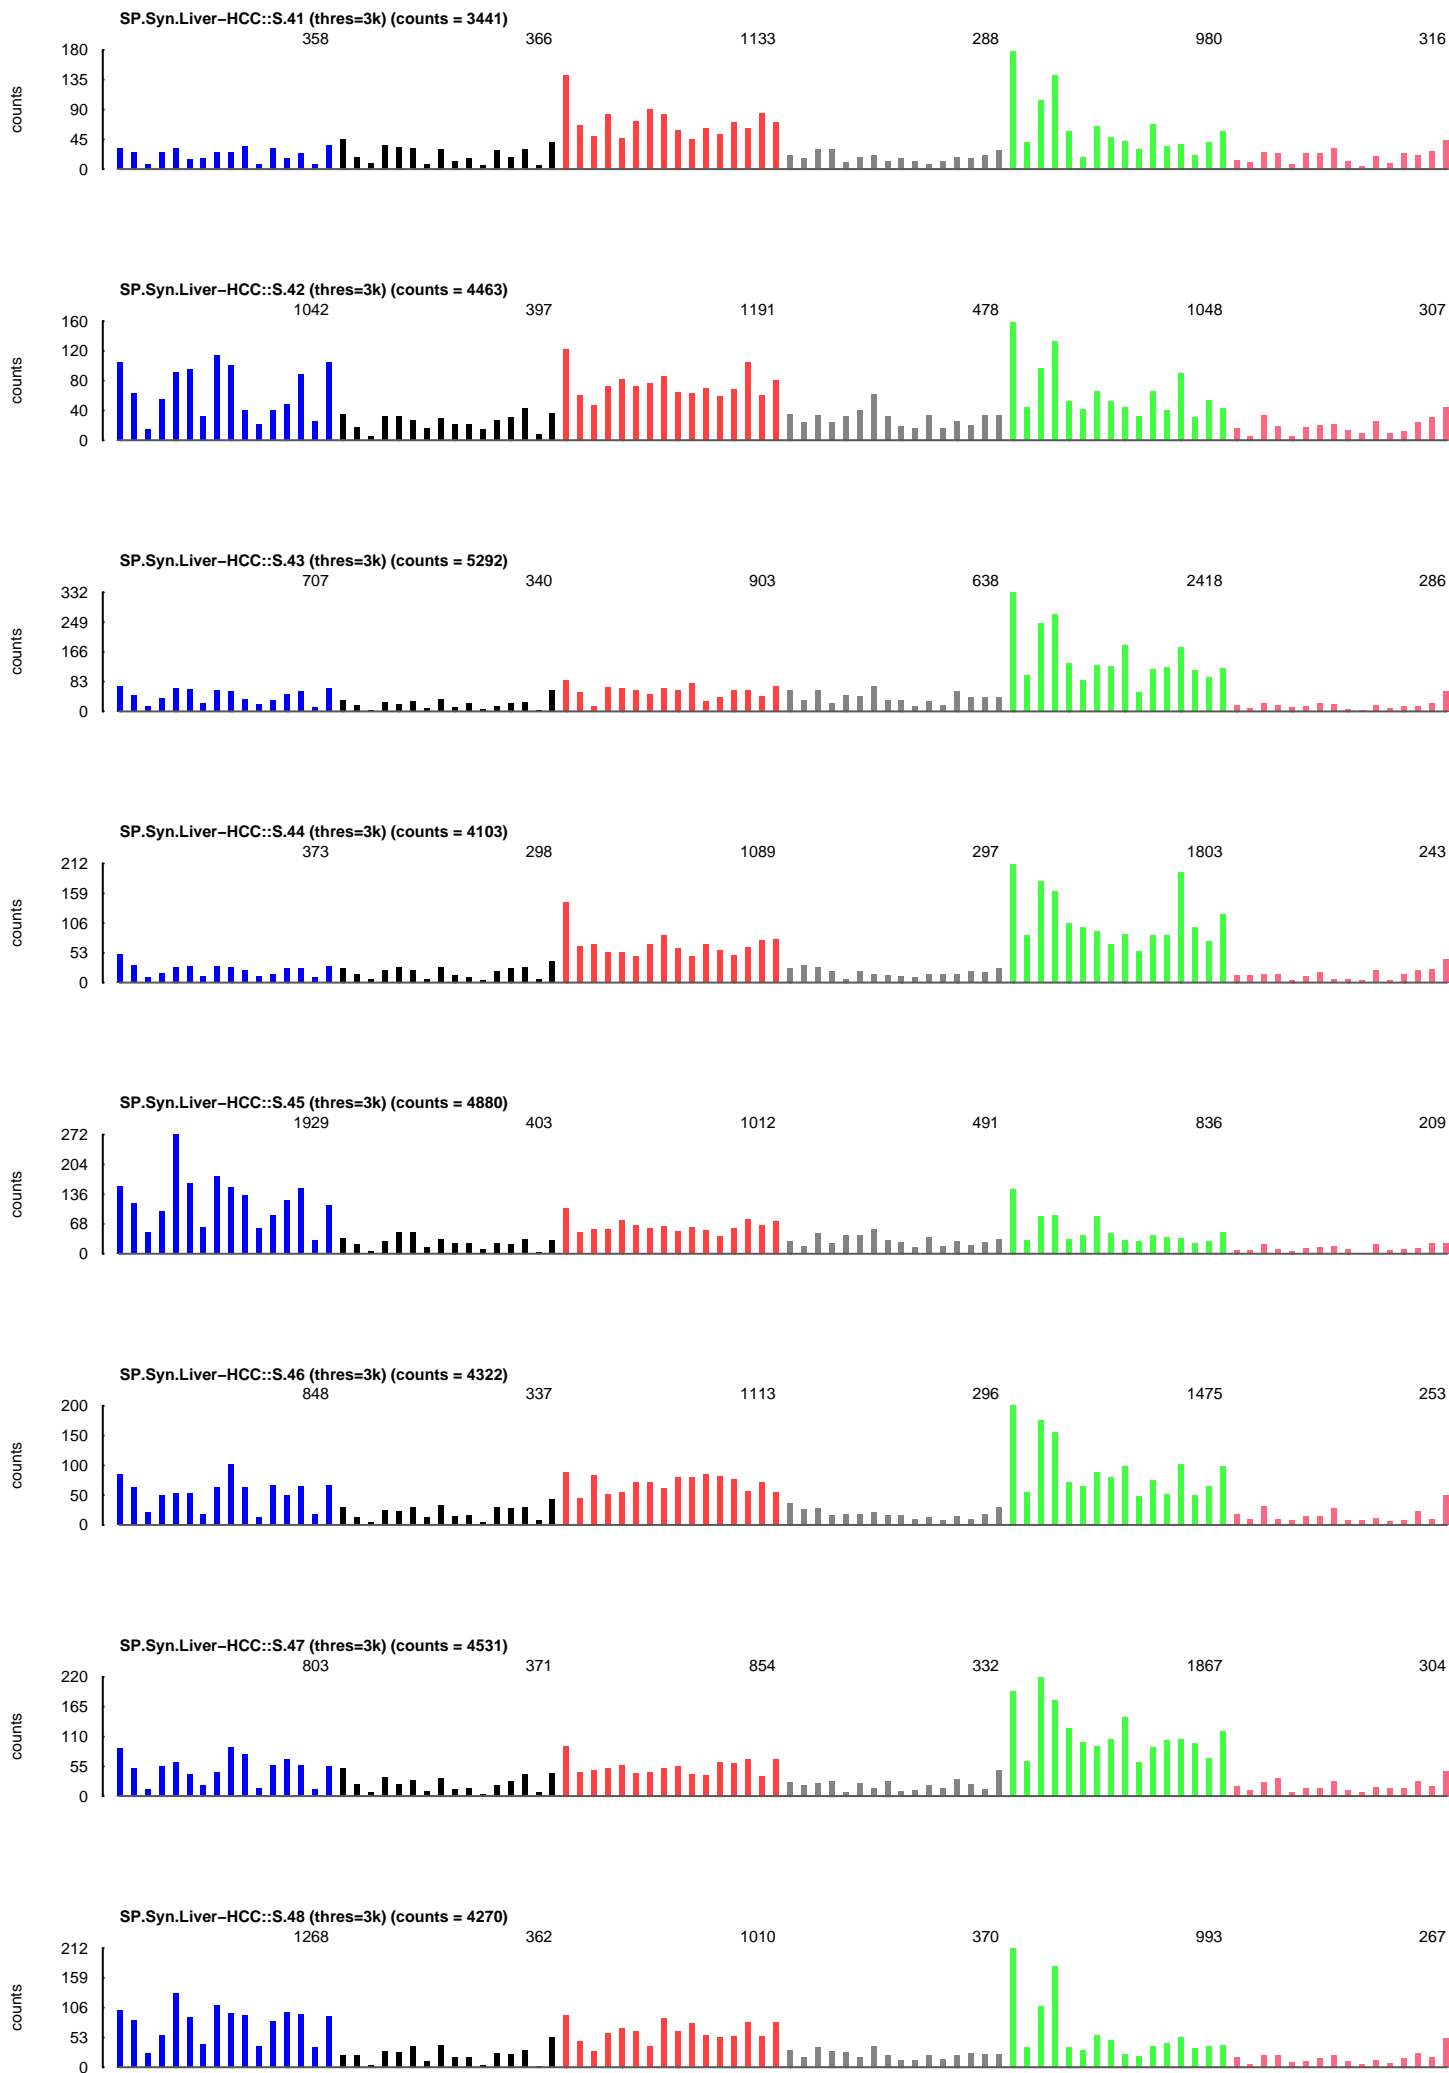 SP.Syn.Liver−HCC::S.41 (thres=3k) (counts = 3441)
358 366 1133 288 980 316
180
135
90
45
0
counts
SP.Syn.Liver−HCC::S.42 (thres=3k) (counts = 4463)
1042 397 1191 478 1048 307
160
120
80
40
0
counts
SP.Syn.Liver−HCC::S.43 (thres=3k) (counts = 5292)
707 340 903 638 2418 286
332
249
166
83
0
counts
SP.Syn.Liver−HCC::S.44 (thres=3k) (counts = 4103)
373 298 1089 297 1803 243
212
159
106
53
0
counts
SP.Syn.Liver−HCC::S.45 (thres=3k) (counts = 4880)
1929 403 1012 491 836 209
272
204
136
68
0
counts
SP.Syn.Liver−HCC::S.46 (thres=3k) (counts = 4322)
848 337 1113 296 1475 253
200
150
100
50
0
counts
SP.Syn.Liver−HCC::S.47 (thres=3k) (counts = 4531)
803 371 854 332 1867 304
220
165
110
55
0
counts
SP.Syn.Liver−HCC::S.48 (thres=3k) (counts = 4270)
1268 362 1010 370 993 267
212
159
106
53
0
counts